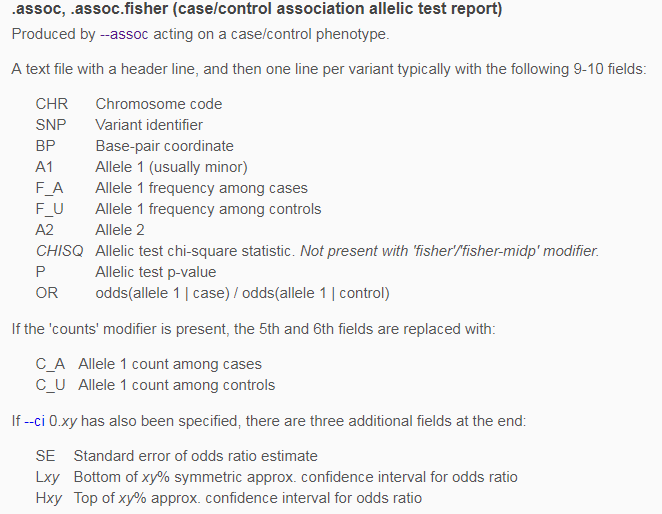 .assoc, .assoc.fisher (case/control association allelic test report)
Produced by --assoc acting on a case/control phenotype.
A text file with a header line, and then one line per variant typically with the following 9-10 fields:
CHR Chromosome code
SNP Variant identifier
BP Base-pair coordinate
A1 Allele 1 (usually minor)
F_A Allele 1 frequency among cases
F_U Allele 1 frequency among controls
A2 Allele 2
CHISQ Allelic test chi-square statistic. Not present with 'fisher'/'fisher-midp' modifier.
P Allelic test p-value
OR odds(allele 1 | case) / odds(allele 1 | control)
If the 'counts' modifier is present, the 5th and 6th fields are replaced with:
C_A Allele 1 count among cases
C_U Allele 1 count among controls
If --ci 0.xy has also been specified, there are three additional fields at the end:
SE Standard error of odds ratio estimate
Lxy Bottom of xy% symmetric approx. confidence interval for odds ratio
Hxy Top of xy% approx. confidence interval for odds ratio